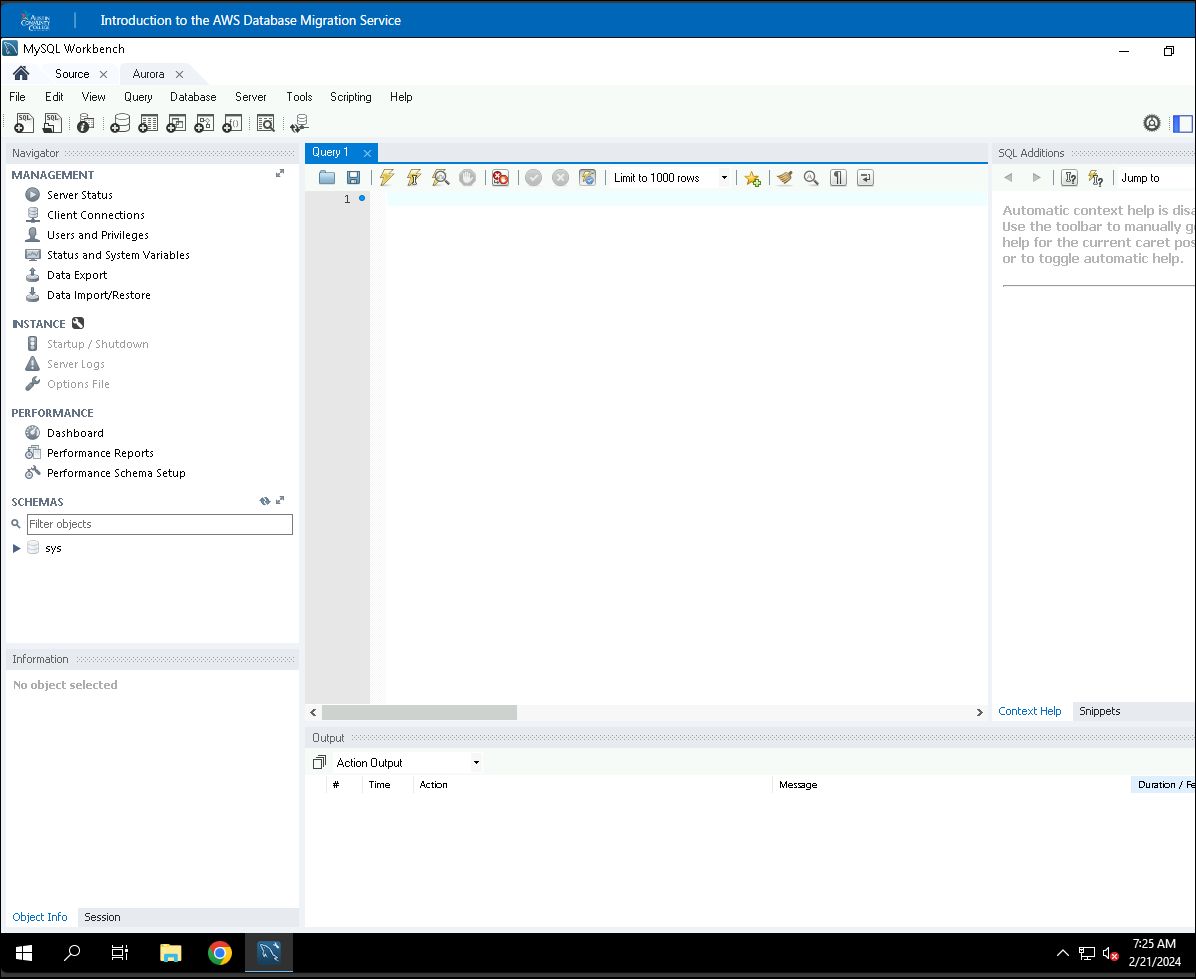 AUSTIN COMMUNITY COLLEGE
Introduction to the AWS Database Migration Service
MySQL Workbench
Source
Aurora
File Edit View Query Database Server Tools Scripting Help
Navigator
MANAGEMENT
Server Status
Client Connections
Users and Privileges
Status and System Variables
Data Export
Data Import/Restore
INSTANCE
Startup / Shutdown
Server Logs
Options File
PERFORMANCE
Dashboard
Performance Reports
Performance Schema Setup
SCHEMAS
Filter objects
sys
Information
No object selected
Object Info Session
Query 1
Limit to 1000 rows
1
SQL Additions
Jump to
Automatic context help is disa
Use the toolbar to manually g
help for the current caret pos
or to toggle automatic help.
Context Help Snippets
Output
Action Output
# Time Action Message Duration / Fe
7:25 AM
2/21/2024